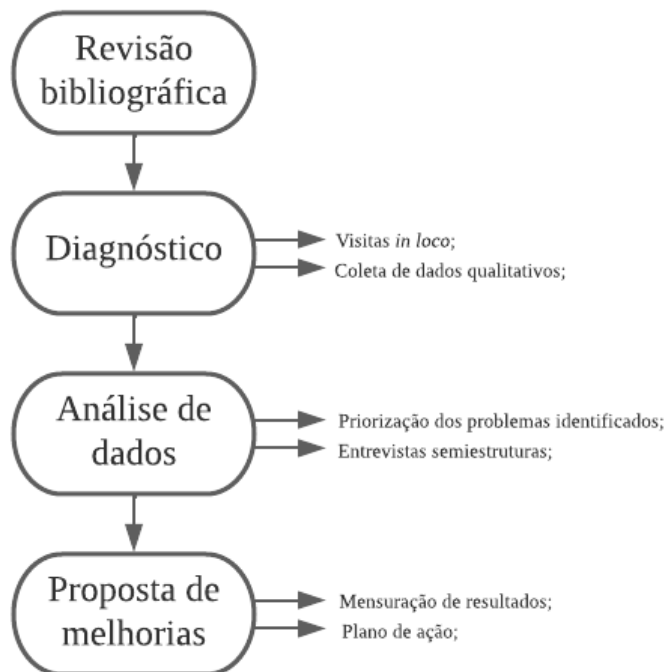 Revisão
bibliográfica
Diagnóstico
Visitas in loco;
Coleta de dados qualitativos;
Análise de
dados
Priorização dos problemas identificados;
Entrevistas semiestruturas;
Proposta de
melhorias
Mensuração de resultados;
Plano de ação;